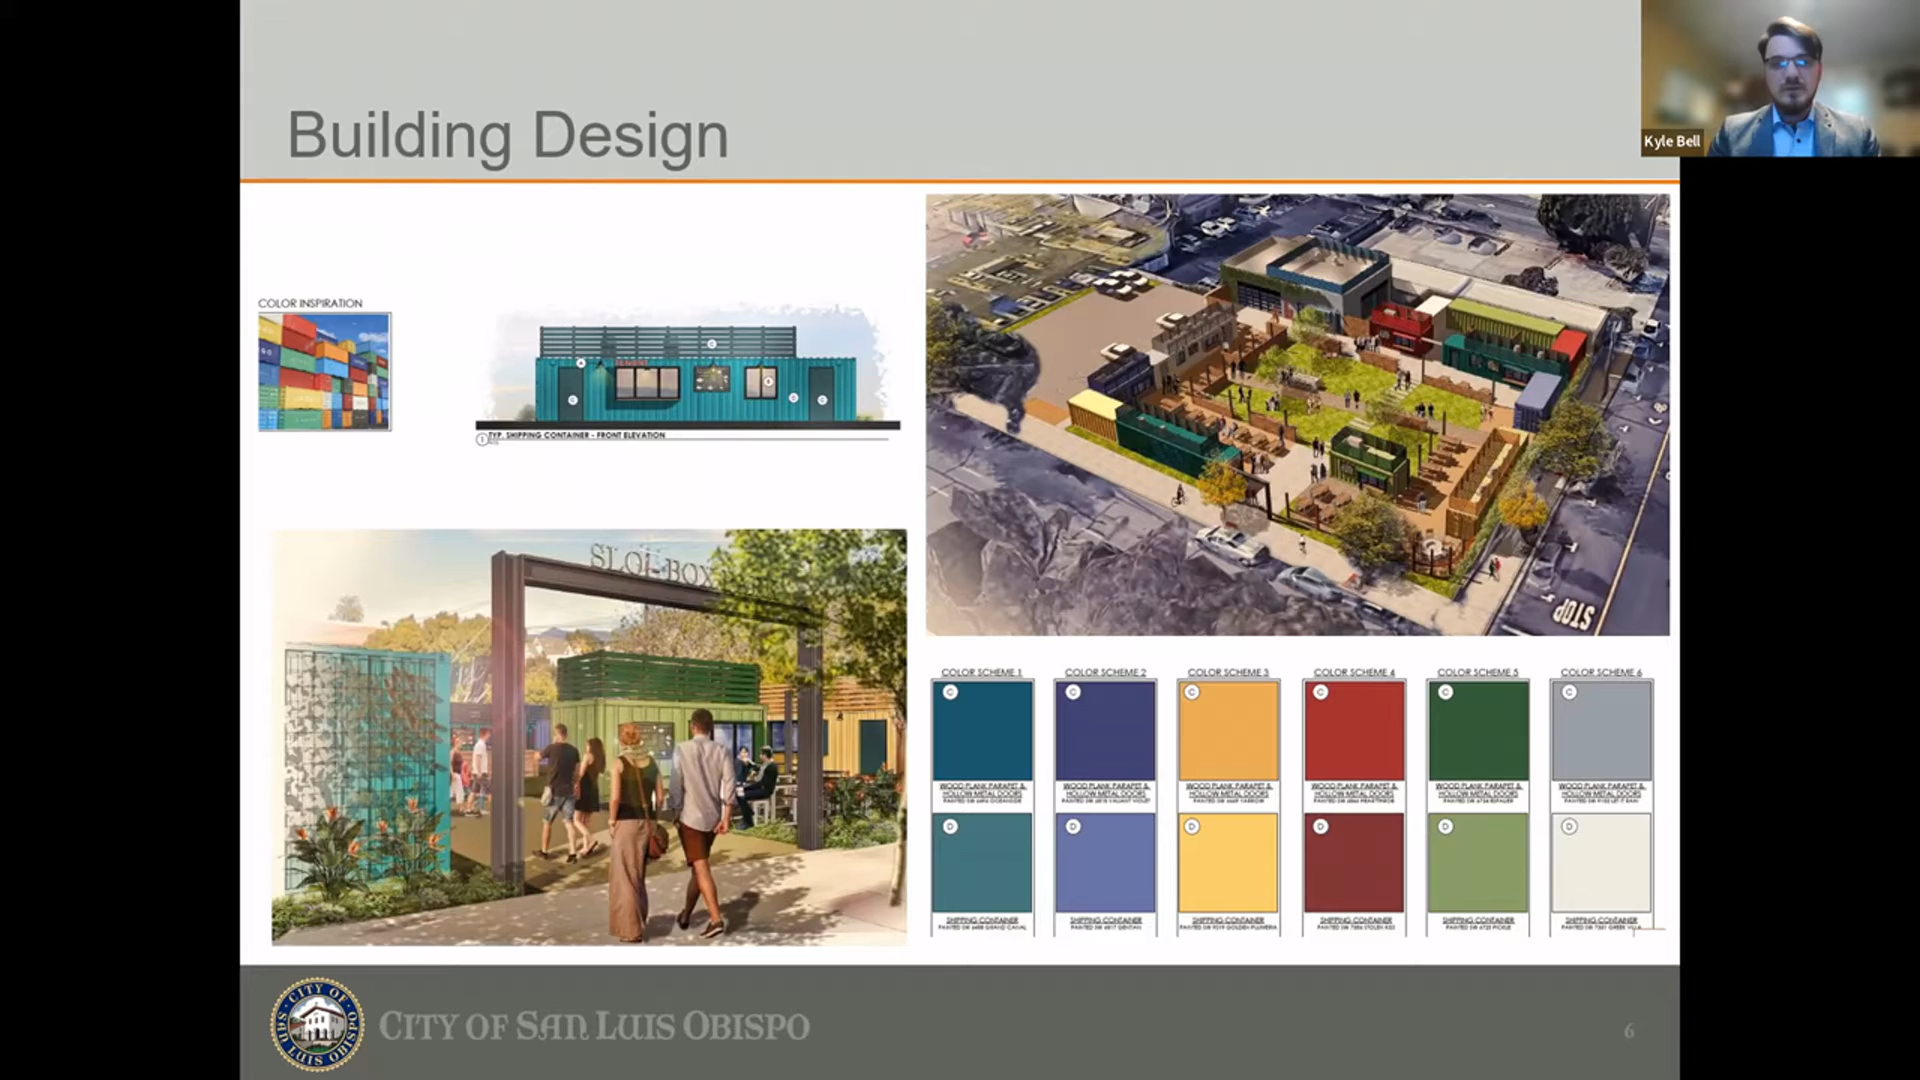 Building Design
Kyle Bell
COLOR INSPIRATION
TYP. SHIPPING CONTAINER - FRONT ELEVATION
SLO BOX
STOP
COLOR SCHEME 1
COLOR SCHEME 2
COLOR SCHEME 3
COLOR SCHEME 4
COLOR SCHEME 5
COLOR SCHEME 6
C
C
C
C
C
C
WOOD PLANK PARAPET &
HOLLOW METAL DOORS
WOOD PLANK PARAPET &
HOLLOW METAL DOORS
WOOD PLANK PARAPET &
HOLLOW METAL DOORS
WOOD PLANK PARAPET &
HOLLOW METAL DOORS
WOOD PLANK PARAPET &
HOLLOW METAL DOORS
WOOD PLANK PARAPET &
HOLLOW METAL DOORS
D
D
D
D
D
D
SHIPPING CONTAINER
SHIPPING CONTAINER
SHIPPING CONTAINER
SHIPPING CONTAINER
SHIPPING CONTAINER
SHIPPING CONTAINER
CITY OF SAN LUIS OBISPO
CITY OF SAN LUIS OBISPO
6